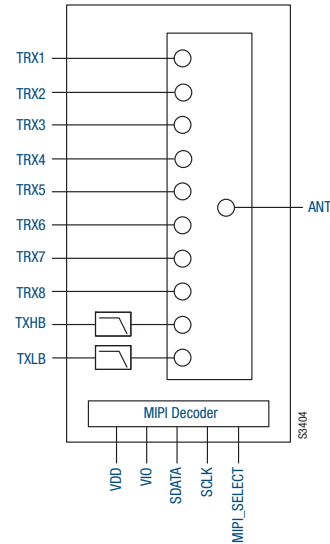 TRX1
TRX2
TRX3
TRX4
TRX5
TRX6
TRX7
TRX8
TXHB
TXLB
ANT
MIPI Decoder
VDD
VIO
SDATA
SCLK
MIPI_SELECT
S3404